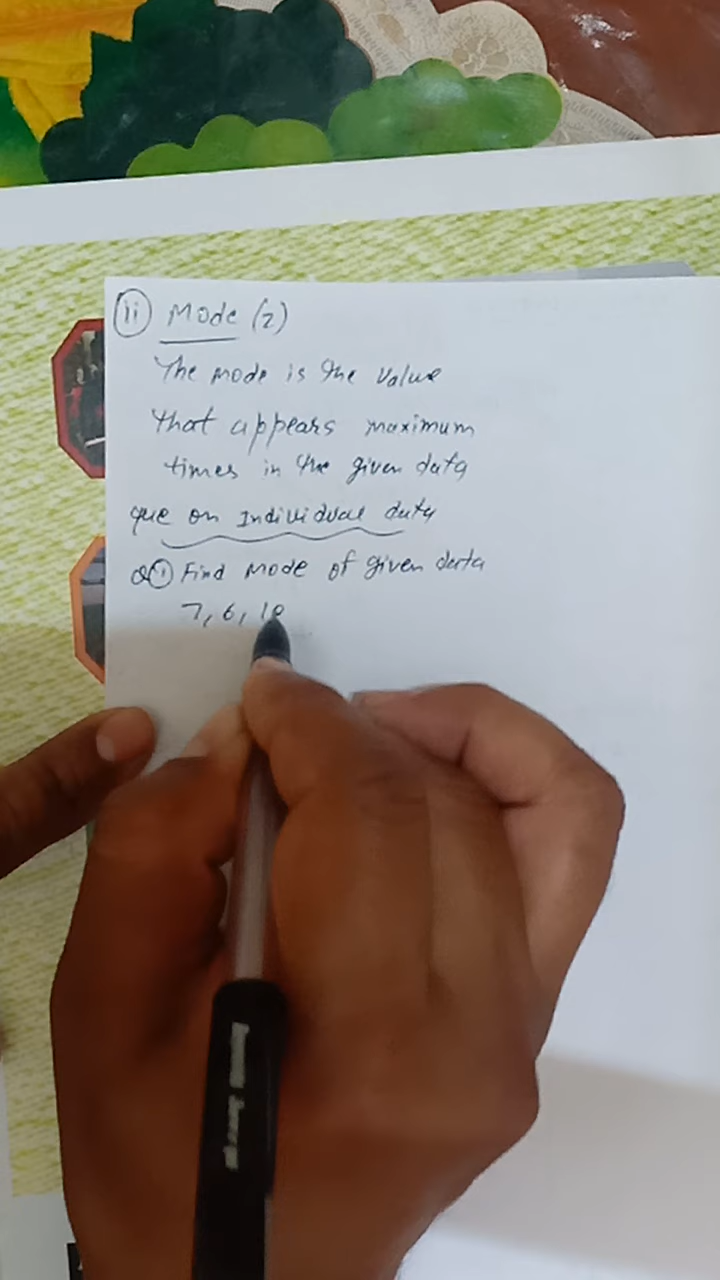 (ii) Mode (z)
The mode is the value
that appears maximum
times in the given data
que on Individual data
Q① Find Mode of given data
7, 6, 10